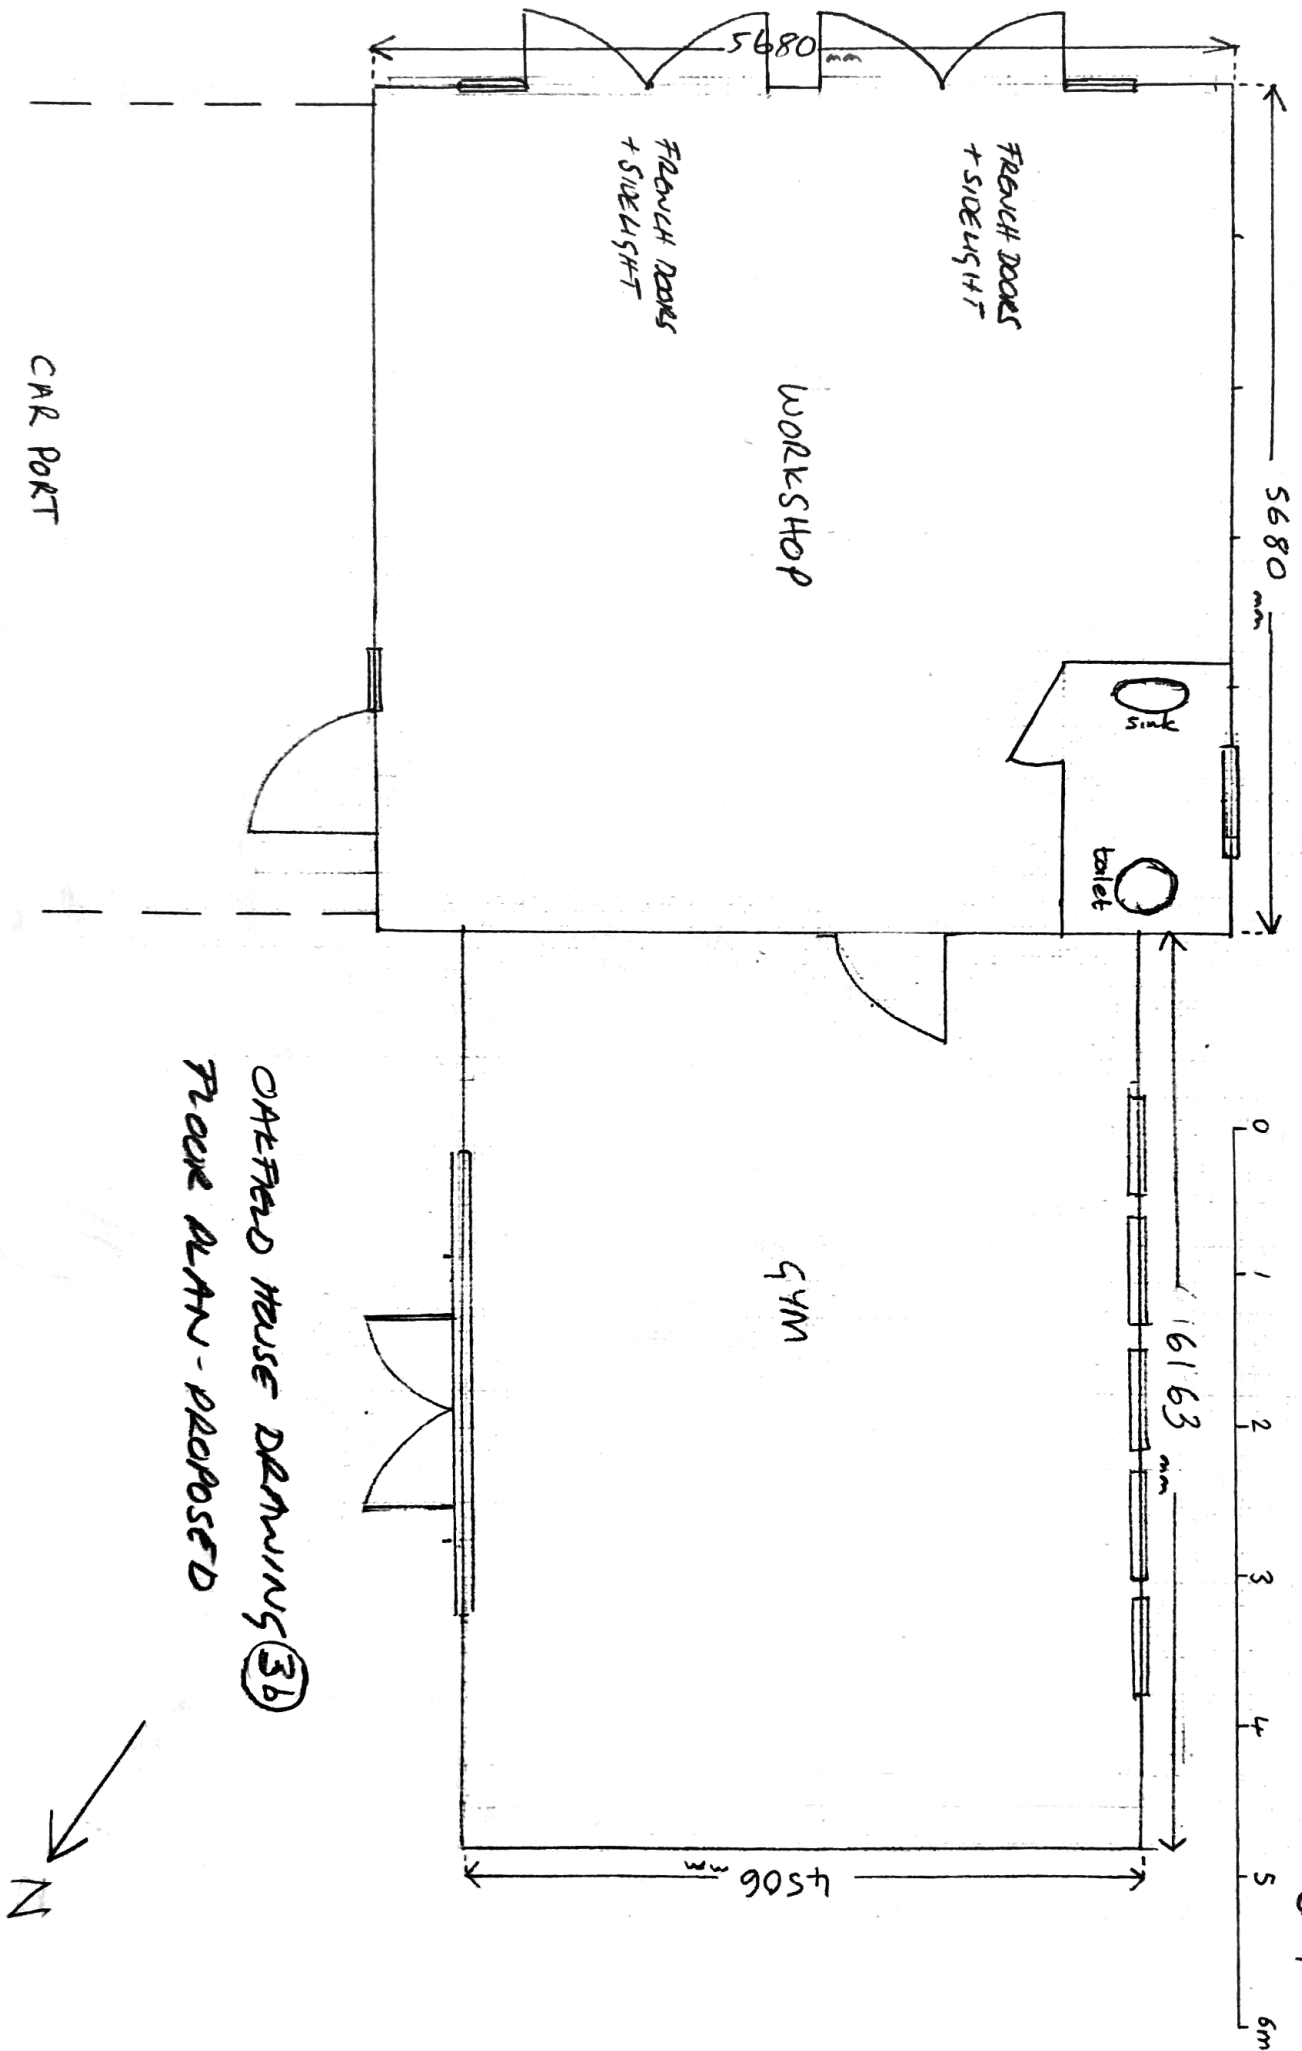 5680 mm
FRENCH DOORS
+ SIDELIGHT
FRENCH DOORS
+ SIDELIGHT
5680 mm
WORKSHOP
CAR PORT
sink
toilet
GYM
6163 mm
4506 mm
0 1 2 3 4 5 6m
OAKFIELD HOUSE DRAWING 3b
FLOOR PLAN - PROPOSED
N